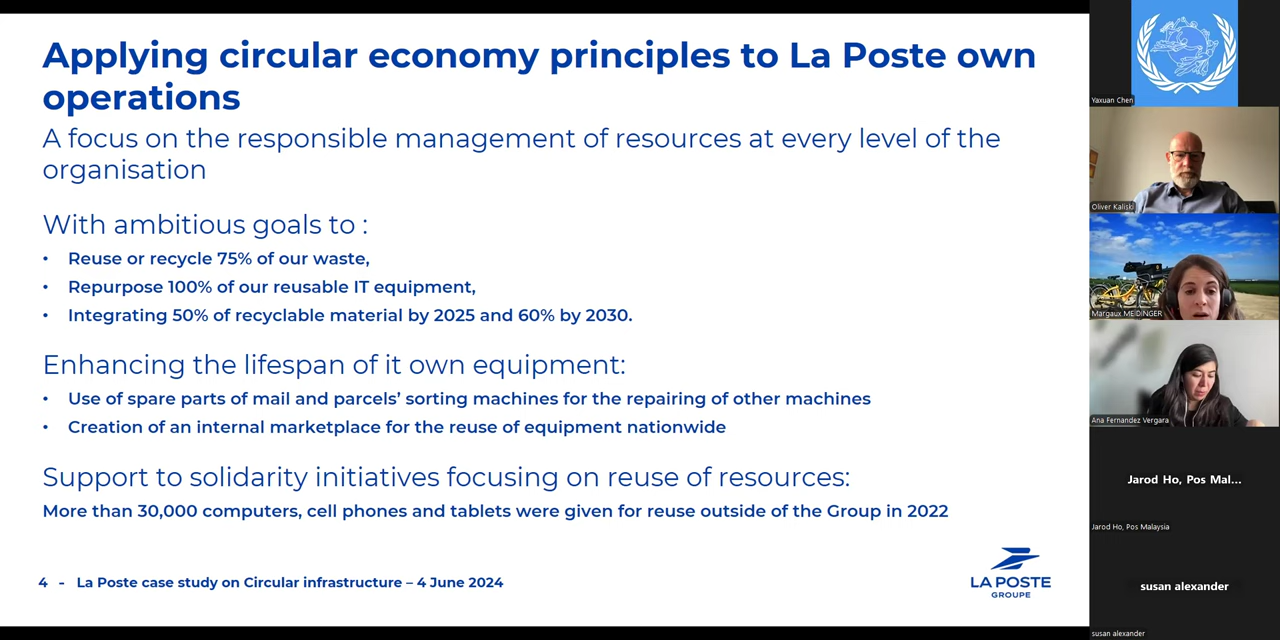 Applying circular economy principles to La Poste own
operations
A focus on the responsible management of resources at every level of the
organisation
With ambitious goals to :
• Reuse or recycle 75% of our waste,
• Repurpose 100% of our reusable IT equipment,
• Integrating 50% of recyclable material by 2025 and 60% by 2030.
Enhancing the lifespan of it own equipment:
• Use of spare parts of mail and parcels’ sorting machines for the repairing of other machines
• Creation of an internal marketplace for the reuse of equipment nationwide
Support to solidarity initiatives focusing on reuse of resources:
More than 30,000 computers, cell phones and tablets were given for reuse outside of the Group in 2022
4 - La Poste case study on Circular infrastructure – 4 June 2024
LA POSTE
GROUPE
Yaxuan Chen
Oliver Kaliski
Margaux MEIDINGER
Ana Fernandez Vergara
Jarod Ho, Pos Mal...
Jarod Ho, Pos Malaysia
susan alexander
susan alexander